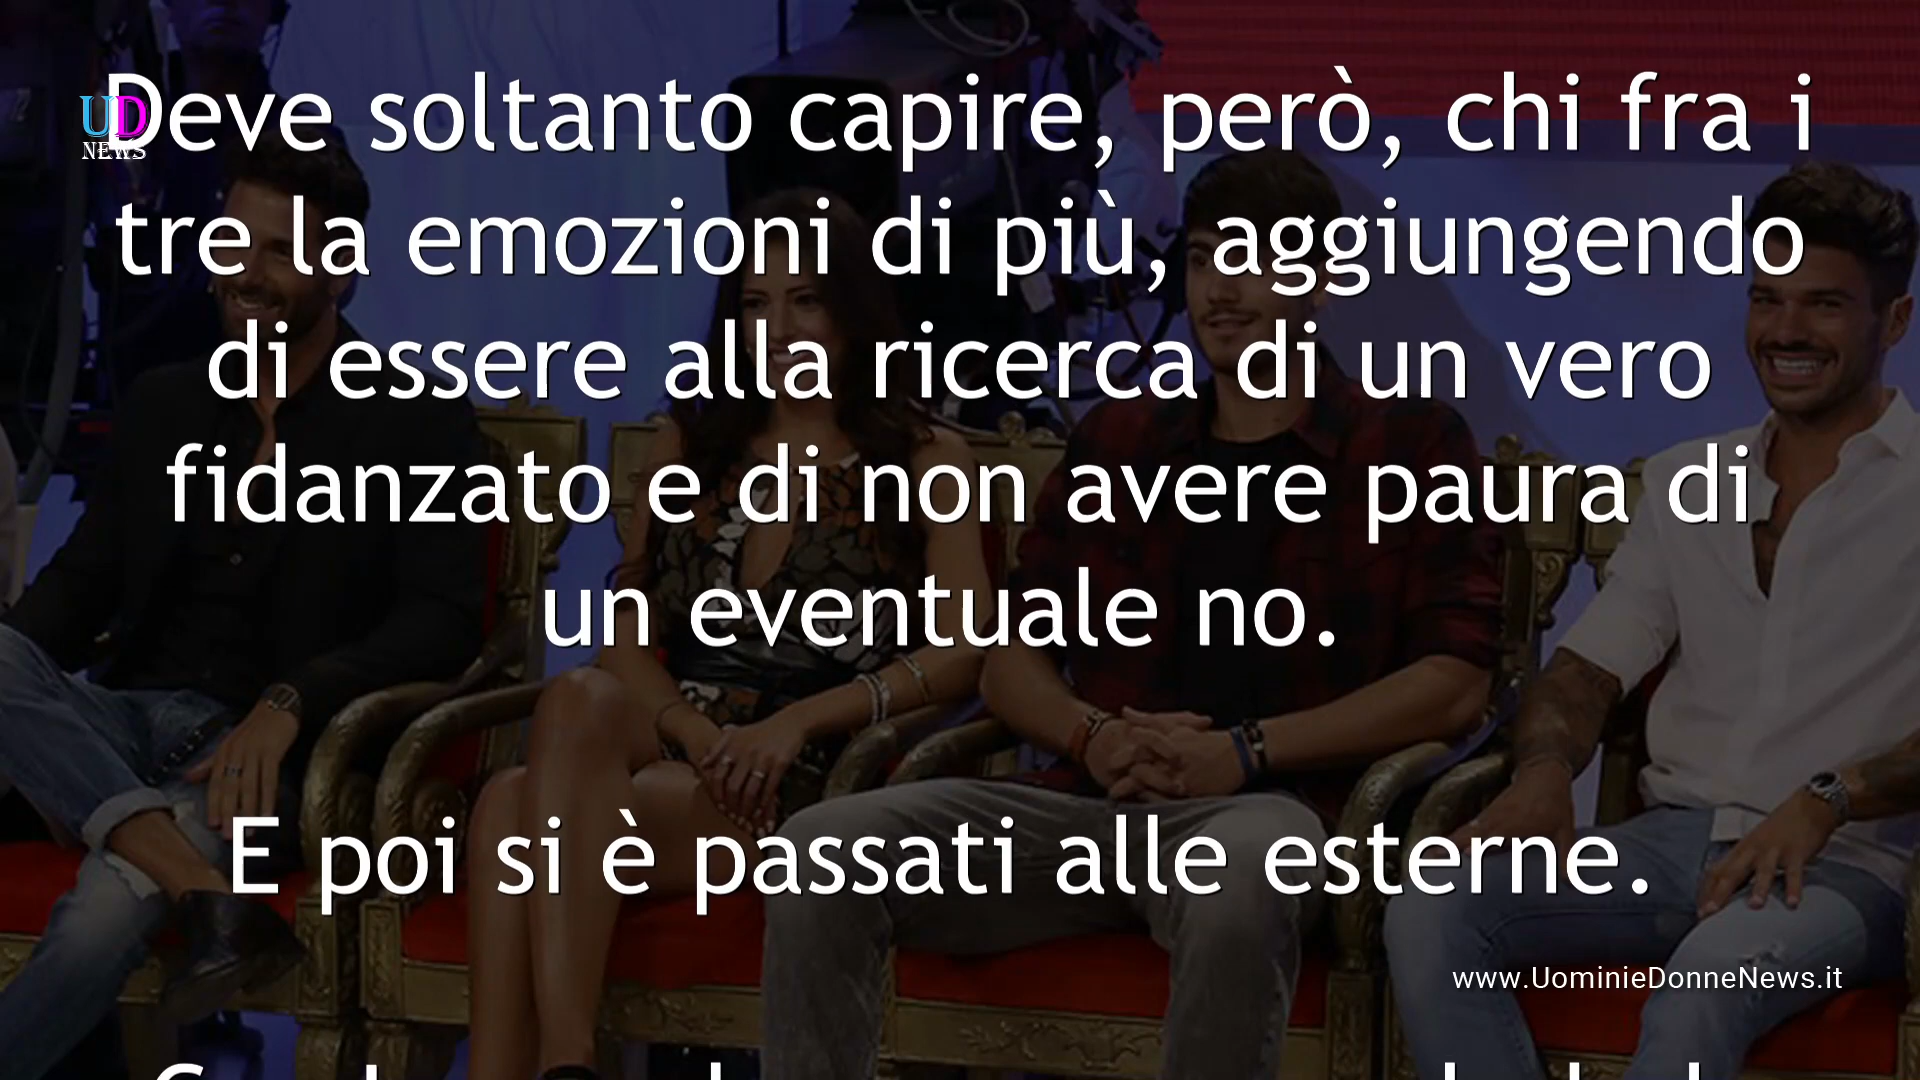 UD
NEWS
Deve soltanto capire, però, chi fra i
tre la emozioni di più, aggiungendo
di essere alla ricerca di un vero
fidanzato e di non avere paura di
un eventuale no.
E poi si è passati alle esterne.
www.UominieDonneNews.it